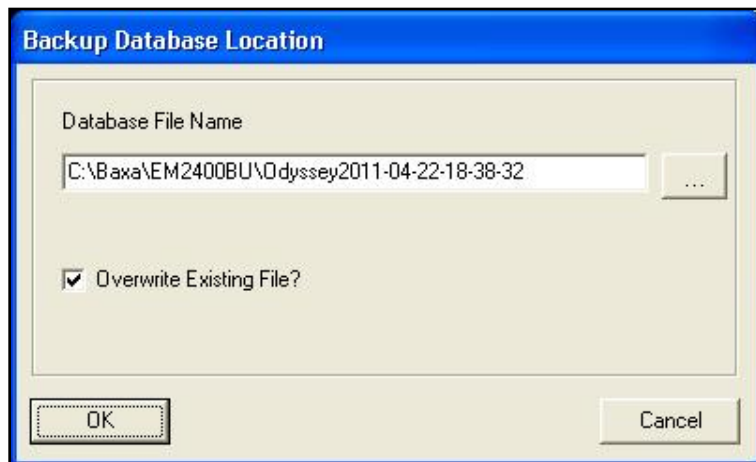 Backup Database Location
Database File Name
C:\Baxa\EM2400BU\Odyssey2011-04-22-18-38-32
...
Overwrite Existing File?
OK
Cancel